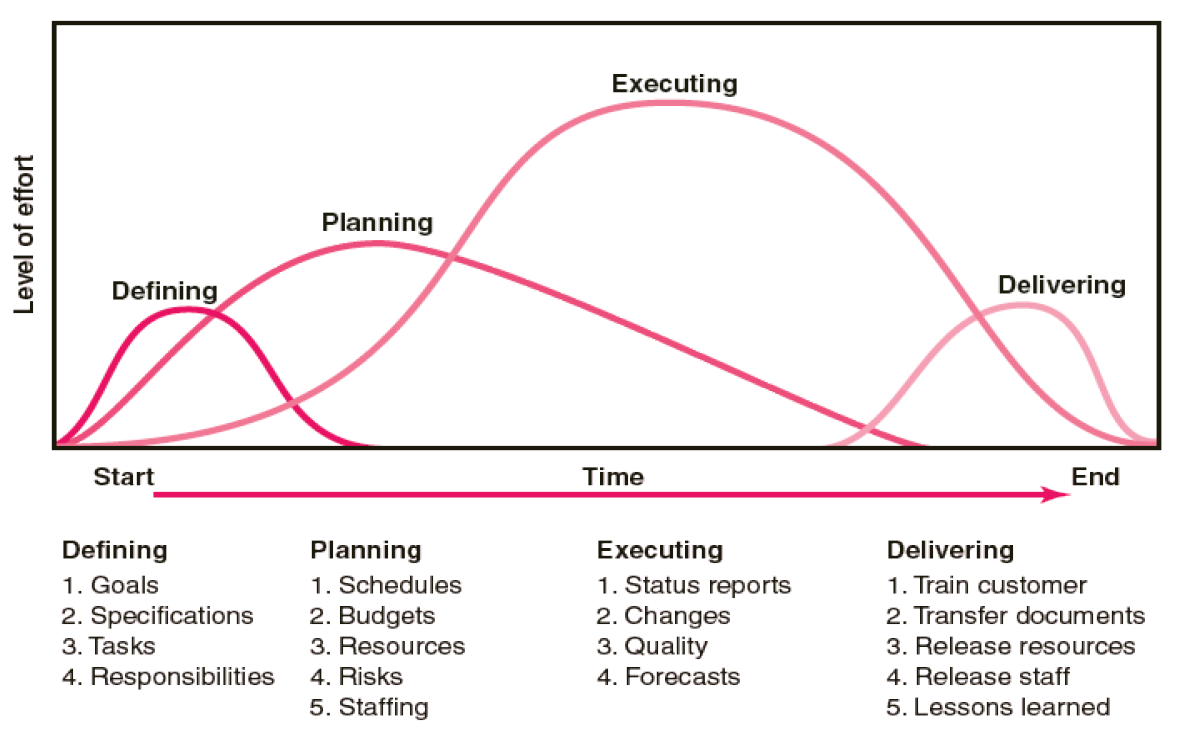 Executing
Level of effort
Planning
Defining
Delivering
Start
Time
End
Defining
1. Goals
2. Specifications
3. Tasks
4. Responsibilities
Planning
1. Schedules
2. Budgets
3. Resources
4. Risks
5. Staffing
Executing
1. Status reports
2. Changes
3. Quality
4. Forecasts
Delivering
1. Train customer
2. Transfer documents
3. Release resources
4. Release staff
5. Lessons learned